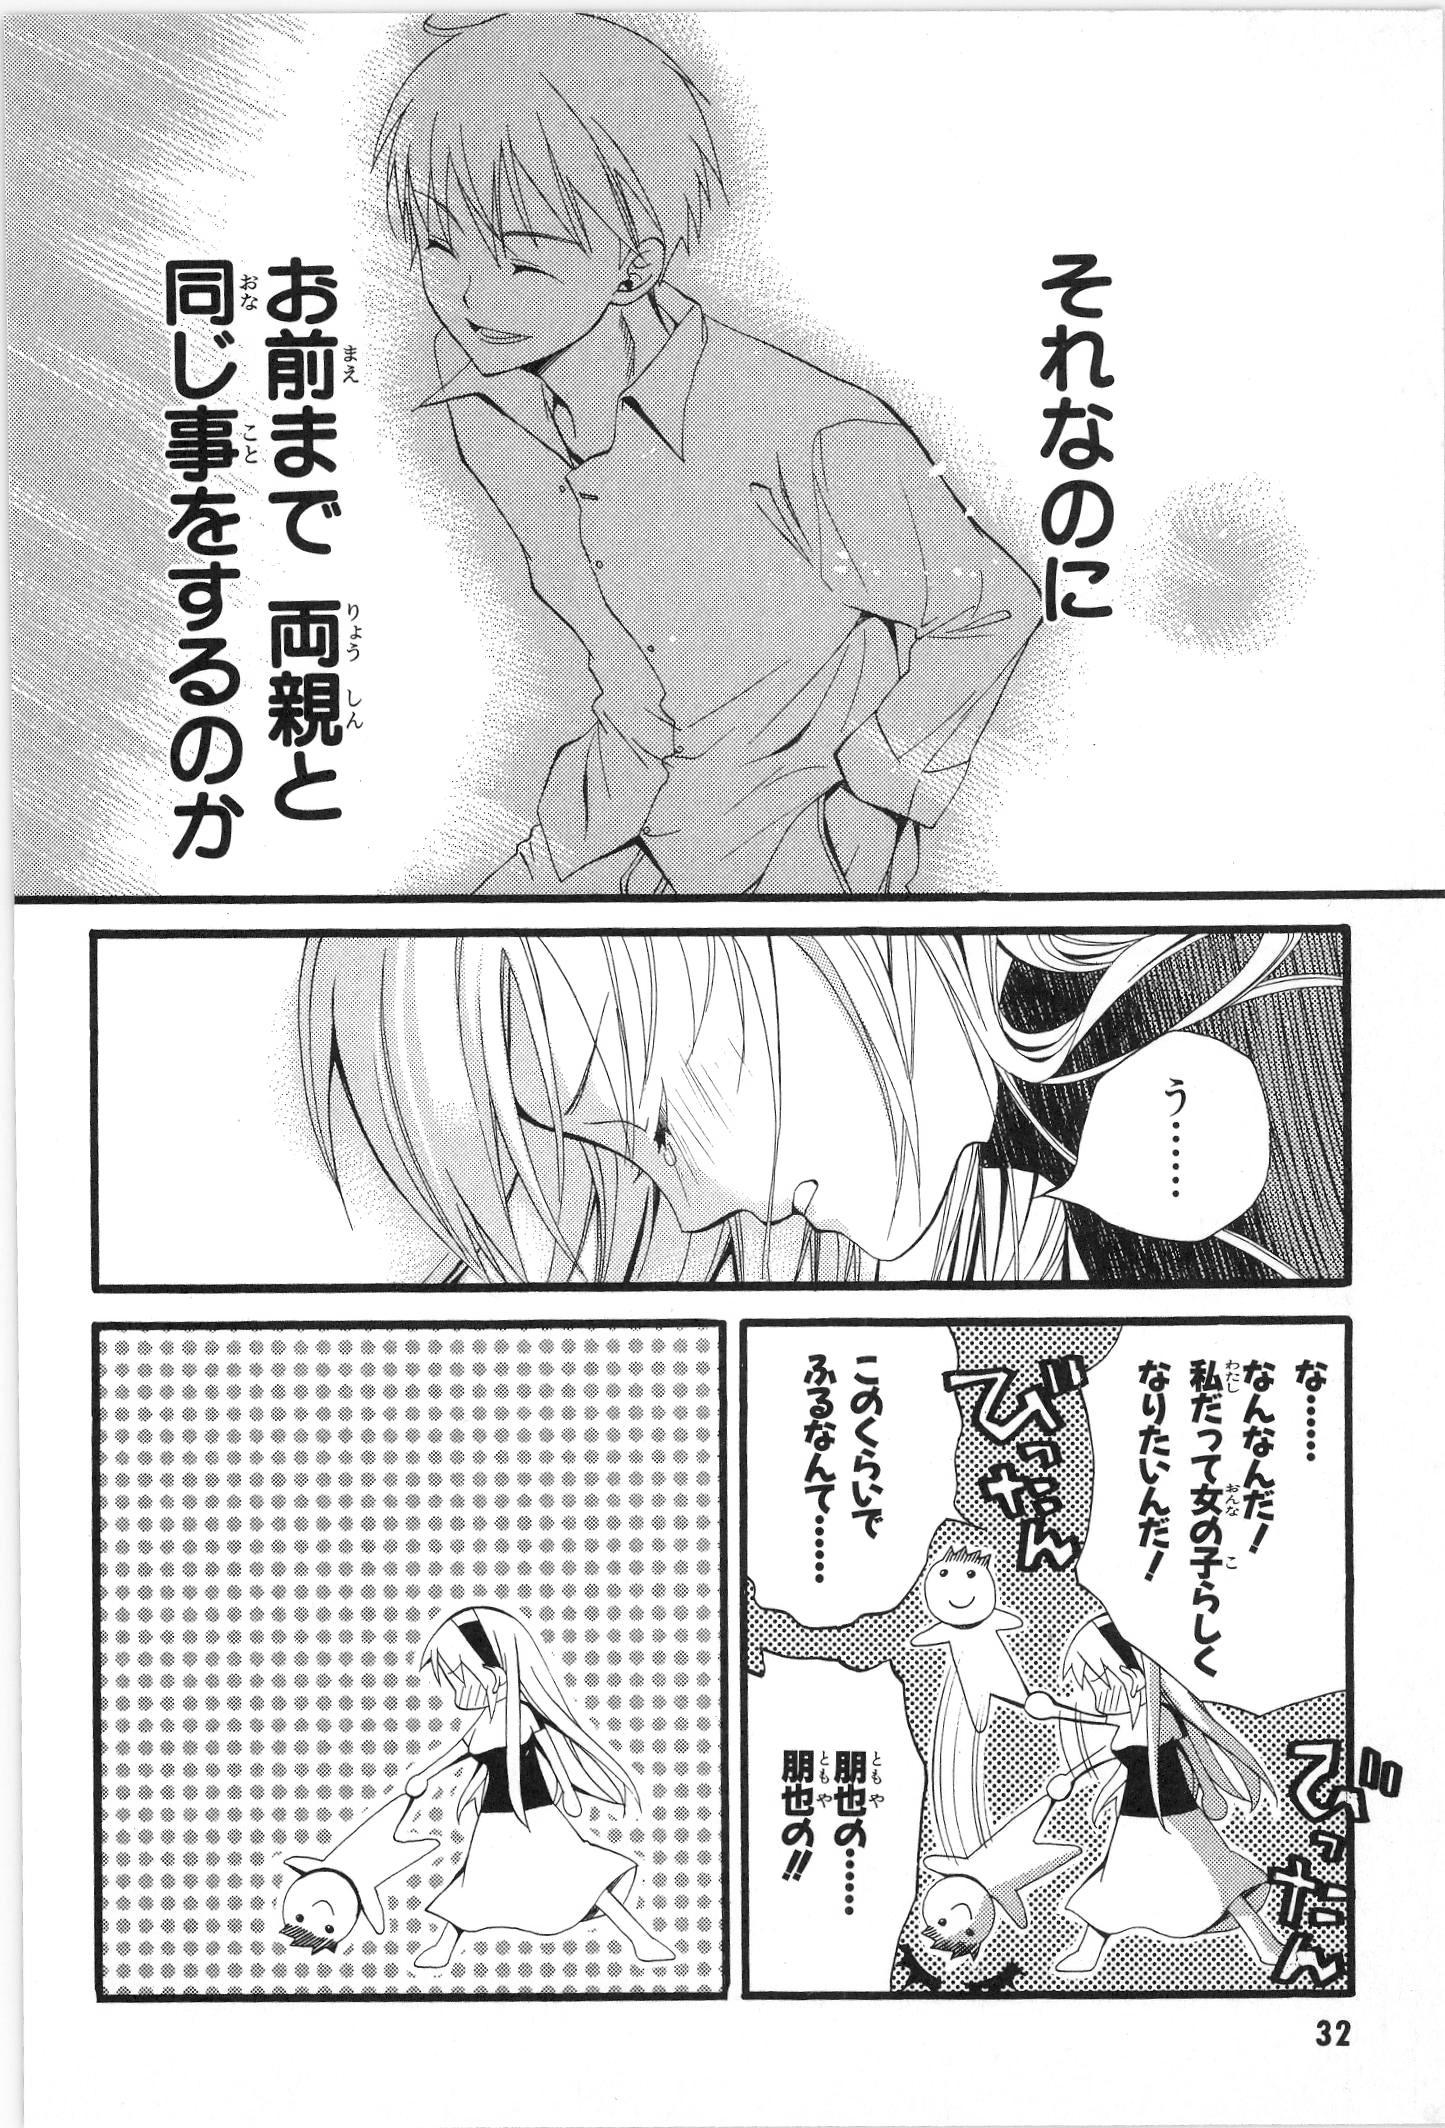 それなのに
お前まで 両親と
同じ事をするのか
う………
な……
なんなんだ！
私だって女の子らしく
なりたいんだ！
びったん
このくらいで
ふるなんて……
びったん
朋也の……
朋也の!!
32